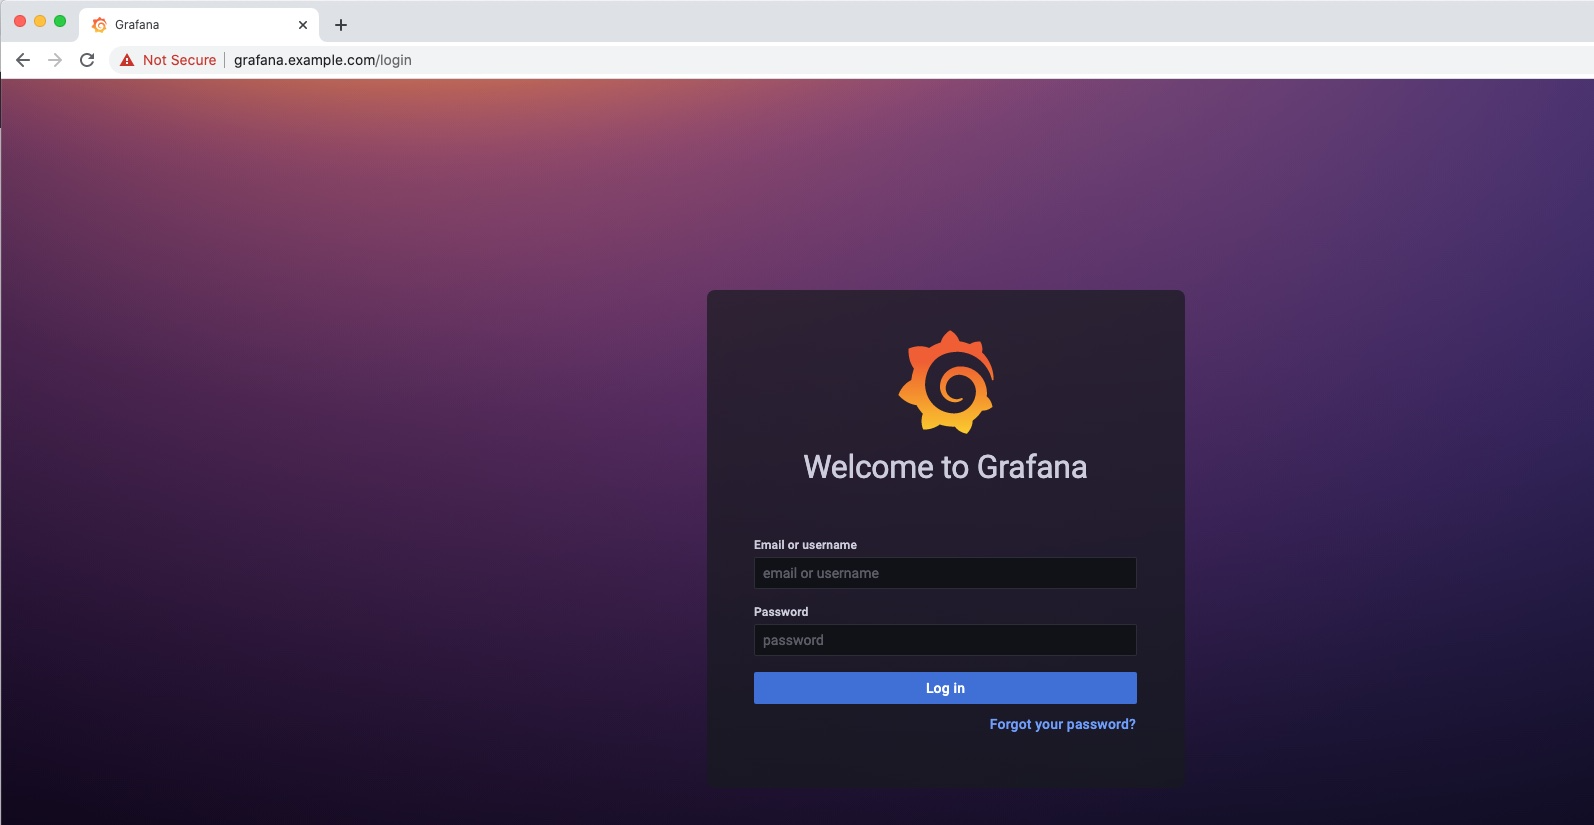 Grafana
Not Secure grafana.example.com/login
Welcome to Grafana
Email or username
email or username
Password
password
Log in
Forgot your password?